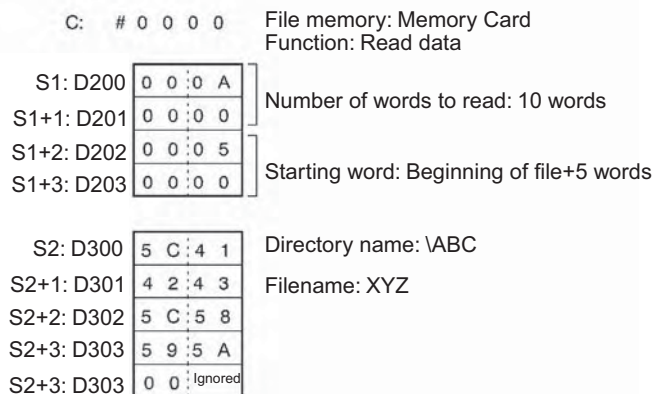 C: # 0 0 0 0 File memory: Memory Card
Function: Read data
S1: D200 0 0 0 A
S1+1: D201 0 0 0 0
Number of words to read: 10 words
S1+2: D202 0 0 0 5
S1+3: D203 0 0 0 0
Starting word: Beginning of file+5 words
S2: D300 5 C 4 1 Directory name: \ABC
S2+1: D301 4 2 4 3 Filename: XYZ
S2+2: D302 5 C 5 8
S2+3: D303 5 9 5 A
S2+3: D303 0 0 Ignored